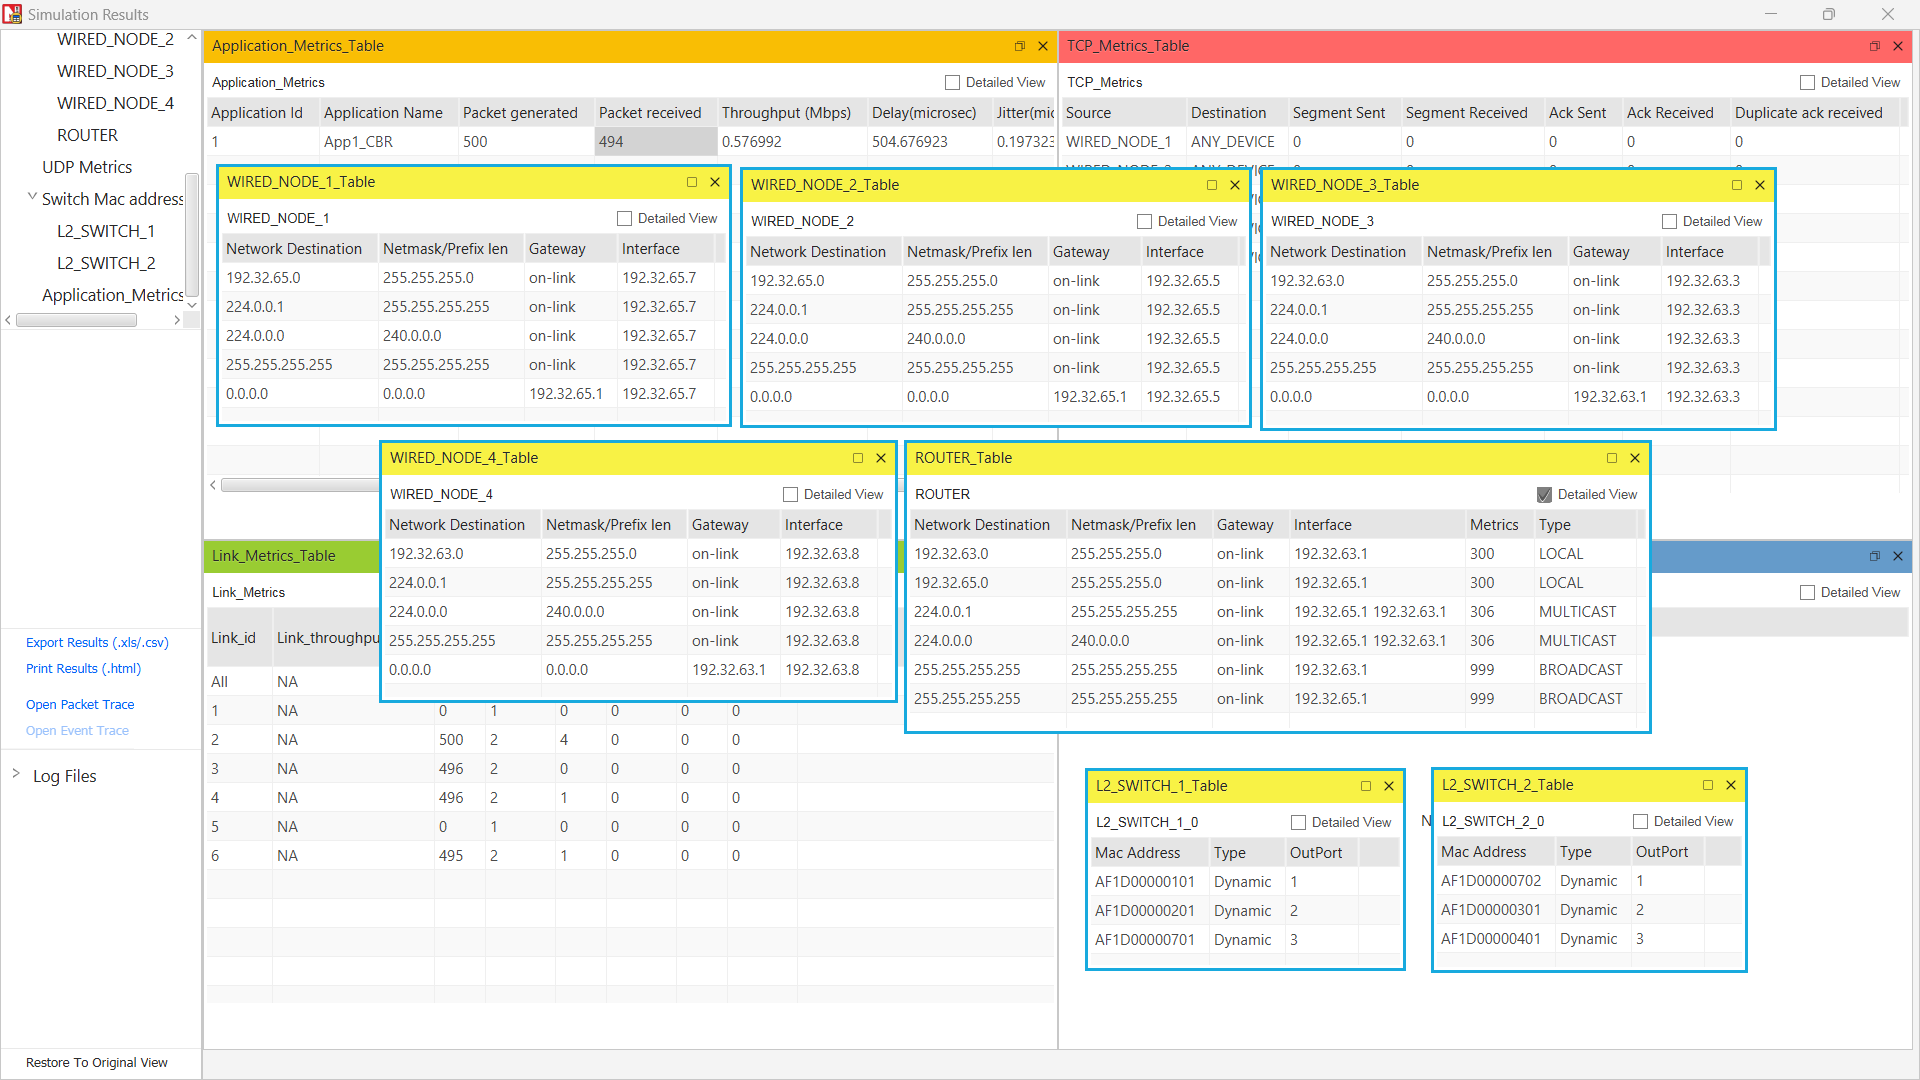 Simulation Results
WIRED_NODE_2
WIRED_NODE_3
WIRED_NODE_4
ROUTER
UDP Metrics
Switch Mac address
L2_SWITCH_1
L2_SWITCH_2
Application_Metrics
Export Results (.xls/.csv)
Print Results (.html)
Open Packet Trace
Open Event Trace
Log Files
Restore To Original View
Application_Metrics_Table
Application_Metrics Detailed View
Application Id Application Name Packet generated Packet received Throughput (Mbps) Delay(microsec) Jitter(mic
1 App1_CBR 500 494 0.576992 504.676923 0.197323
TCP_Metrics_Table
TCP_Metrics Detailed View
Source Destination Segment Sent Segment Received Ack Sent Ack Received Duplicate ack received
WIRED_NODE_1 ANY_DEVICE 0 0 0 0 0
WIRED_NODE_1_Table
WIRED_NODE_1 Detailed View
Network Destination Netmask/Prefix len Gateway Interface
192.32.65.0 255.255.255.0 on-link 192.32.65.7
224.0.0.1 255.255.255.255 on-link 192.32.65.7
224.0.0.0 240.0.0.0 on-link 192.32.65.7
255.255.255.255 255.255.255.255 on-link 192.32.65.7
0.0.0.0 0.0.0.0 192.32.65.1 192.32.65.7
WIRED_NODE_2_Table
WIRED_NODE_2 Detailed View
Network Destination Netmask/Prefix len Gateway Interface
192.32.65.0 255.255.255.0 on-link 192.32.65.5
224.0.0.1 255.255.255.255 on-link 192.32.65.5
224.0.0.0 240.0.0.0 on-link 192.32.65.5
255.255.255.255 255.255.255.255 on-link 192.32.65.5
0.0.0.0 0.0.0.0 192.32.65.1 192.32.65.5
WIRED_NODE_3_Table
WIRED_NODE_3 Detailed View
Network Destination Netmask/Prefix len Gateway Interface
192.32.63.0 255.255.255.0 on-link 192.32.63.3
224.0.0.1 255.255.255.255 on-link 192.32.63.3
224.0.0.0 240.0.0.0 on-link 192.32.63.3
255.255.255.255 255.255.255.255 on-link 192.32.63.3
0.0.0.0 0.0.0.0 192.32.63.1 192.32.63.3
WIRED_NODE_4_Table
WIRED_NODE_4 Detailed View
Network Destination Netmask/Prefix len Gateway Interface
192.32.63.0 255.255.255.0 on-link 192.32.63.8
224.0.0.1 255.255.255.255 on-link 192.32.63.8
224.0.0.0 240.0.0.0 on-link 192.32.63.8
255.255.255.255 255.255.255.255 on-link 192.32.63.8
0.0.0.0 0.0.0.0 192.32.63.1 192.32.63.8
ROUTER_Table
ROUTER Detailed View
Network Destination Netmask/Prefix len Gateway Interface Metrics Type
192.32.63.0 255.255.255.0 on-link 192.32.63.1 300 LOCAL
192.32.65.0 255.255.255.0 on-link 192.32.65.1 300 LOCAL
224.0.0.1 255.255.255.255 on-link 192.32.65.1 192.32.63.1 306 MULTICAST
224.0.0.0 240.0.0.0 on-link 192.32.65.1 192.32.63.1 306 MULTICAST
255.255.255.255 255.255.255.255 on-link 192.32.63.1 999 BROADCAST
255.255.255.255 255.255.255.255 on-link 192.32.65.1 999 BROADCAST
Link_Metrics_Table
Link_Metrics
Link_id Link_throughpu
All NA
1 NA 0 1 0 0 0 0
2 NA 500 2 4 0 0 0
3 NA 496 2 0 0 0 0
4 NA 496 2 1 0 0 0
5 NA 0 1 0 0 0 0
6 NA 495 2 1 0 0 0
Detailed View
L2_SWITCH_1_Table
L2_SWITCH_1_0 Detailed View
Mac Address Type OutPort
AF1D00000101 Dynamic 1
AF1D00000201 Dynamic 2
AF1D00000701 Dynamic 3
N
L2_SWITCH_2_Table
L2_SWITCH_2_0 Detailed View
Mac Address Type OutPort
AF1D00000702 Dynamic 1
AF1D00000301 Dynamic 2
AF1D00000401 Dynamic 3